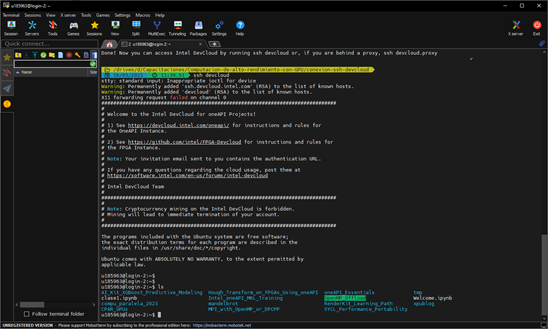 u185963@login-2: ~
Terminal Sessions View X server Tools Games Settings Macros Help
Session Servers Tools Games Sessions View Split MultiExec Tunneling Packages Settings Help X server Exit
Quick connect...
2. u185963@login-2: ~
Name Size
Done! Now you can access Intel DevCloud by running ssh devcloud or, if you are behind a proxy, ssh devcloud.proxy
/drives/d/Capacitaciones/Computacion-de-alto-rendimiento-con-GPU/conexion-ssh-devcloud
ssh devcloud
stty: standard input: Inappropriate ioctl for device
Warning: Permanently added 'ssh.devcloud.intel.com' (RSA) to the list of known hosts.
Warning: Permanently added 'devcloud' (RSA) to the list of known hosts.
X11 forwarding request failed on channel 0
###############################################################################
#
# Welcome to the Intel DevCloud for oneAPI Projects!
#
# 1) See https://devcloud.intel.com/oneapi/ for instructions and rules for
# the OneAPI Instance.
#
# 2) See https://github.com/intel/FPGA-Devcloud for instructions and rules for
# the FPGA Instance.
#
# Note: Your invitation email sent to you contains the authentication URL.
#
# If you have any questions regarding the cloud usage, post them at
# https://software.intel.com/en-us/forums/intel-devcloud
#
# Intel DevCloud Team
#
###############################################################################
#
# Note: Cryptocurrency mining on the Intel DevCloud is forbidden.
# Mining will lead to immediate termination of your account.
#
###############################################################################
The programs included with the Ubuntu system are free software;
the exact distribution terms for each program are described in the
individual files in /usr/share/doc/*/copyright.
Ubuntu comes with ABSOLUTELY NO WARRANTY, to the extent permitted by
applicable law.
u185963@login-2:~$
u185963@login-2:~$
u185963@login-2:~$ ls
AI_Kit_XGBoost_Predictive_Modeling Hough_Transform_on_FPGAs_Using_oneAPI oneAPI_Essentials tmp
clase1.ipynb Intel_oneAPI_MKL_Training OpenMP_Offload Welcome.ipynb
compu_paralela_2023 mandelbrot RenderKit_Learning_Path xpublog
CPAR_GPU MPI_with_OpenMP_or_DPCPP SYCL_Performance_Portability
u185963@login-2:~$
Follow terminal folder
UNREGISTERED VERSION - Please support MobaXterm by subscribing to the professional edition here: https://mobaxterm.mobatek.net